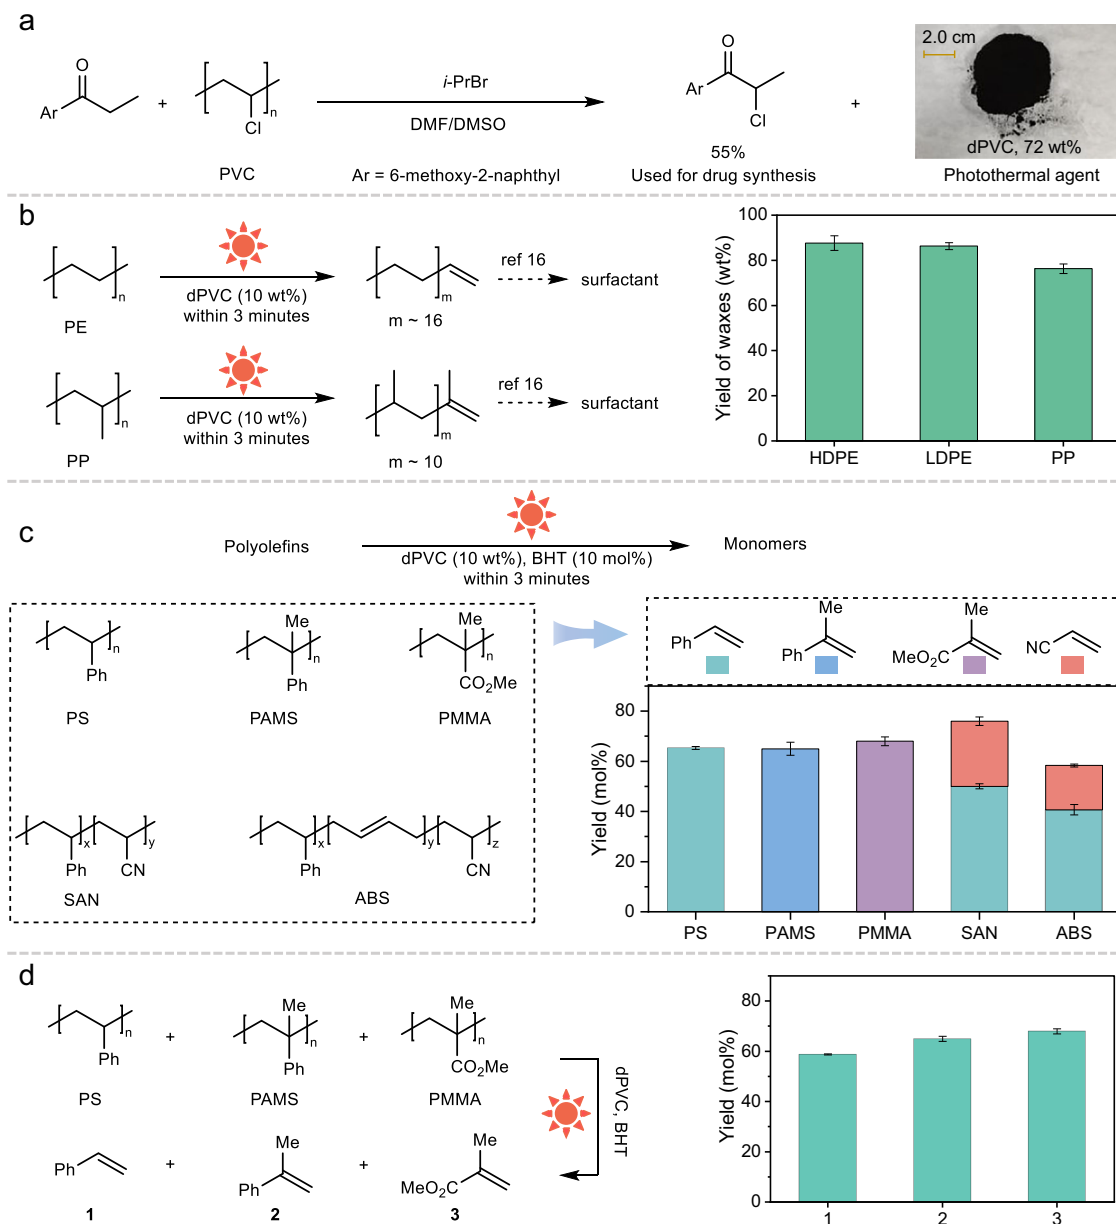 a
O
Ar
+
n
Cl
PVC
i-PrBr
DMF/DMSO
Ar = 6-methoxy-2-naphthyl
O
Ar
Cl
55%
Used for drug synthesis
+
2.0 cm
dPVC, 72 wt%
Photothermal agent
b
n
PE
dPVC (10 wt%)
within 3 minutes
m
m ~ 16
ref 16
surfactant
n
PP
dPVC (10 wt%)
within 3 minutes
m
m ~ 10
ref 16
surfactant
Yield of waxes (wt%)
100
80
60
40
20
0
HDPE
LDPE
PP
c
Polyolefins
dPVC (10 wt%), BHT (10 mol%)
within 3 minutes
Monomers
n
Ph
PS
Me
n
Ph
PAMS
Me
n
CO2Me
PMMA
x
y
Ph
CN
SAN
x
y
z
Ph
CN
ABS
Ph
Me
Ph
Me
MeO2C
NC
Yield (mol%)
80
60
40
20
0
PS
PAMS
PMMA
SAN
ABS
d
n
Ph
PS
+
Me
n
Ph
PAMS
+
Me
n
CO2Me
PMMA
dPVC, BHT
Ph
1
+
Me
Ph
2
+
Me
MeO2C
3
Yield (mol%)
80
60
40
20
0
1
2
3